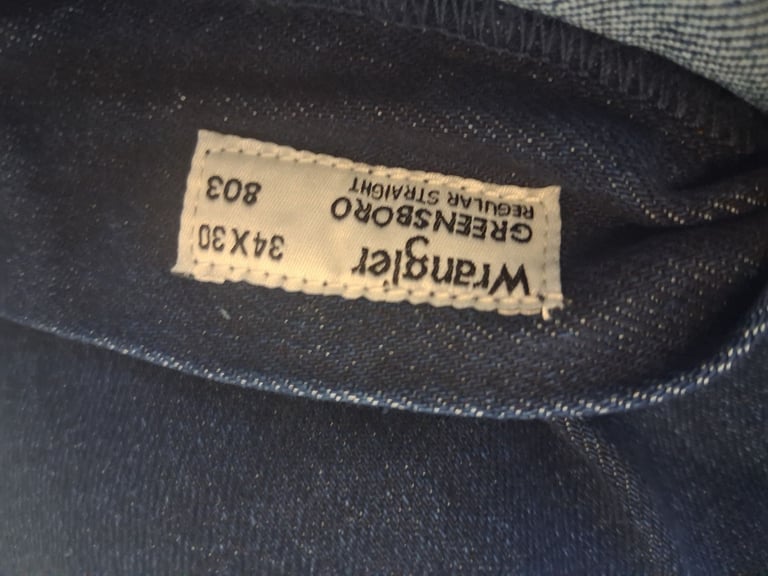 Wrangler 34X30
GREENSBORO
REGULAR STRAIGHT 803